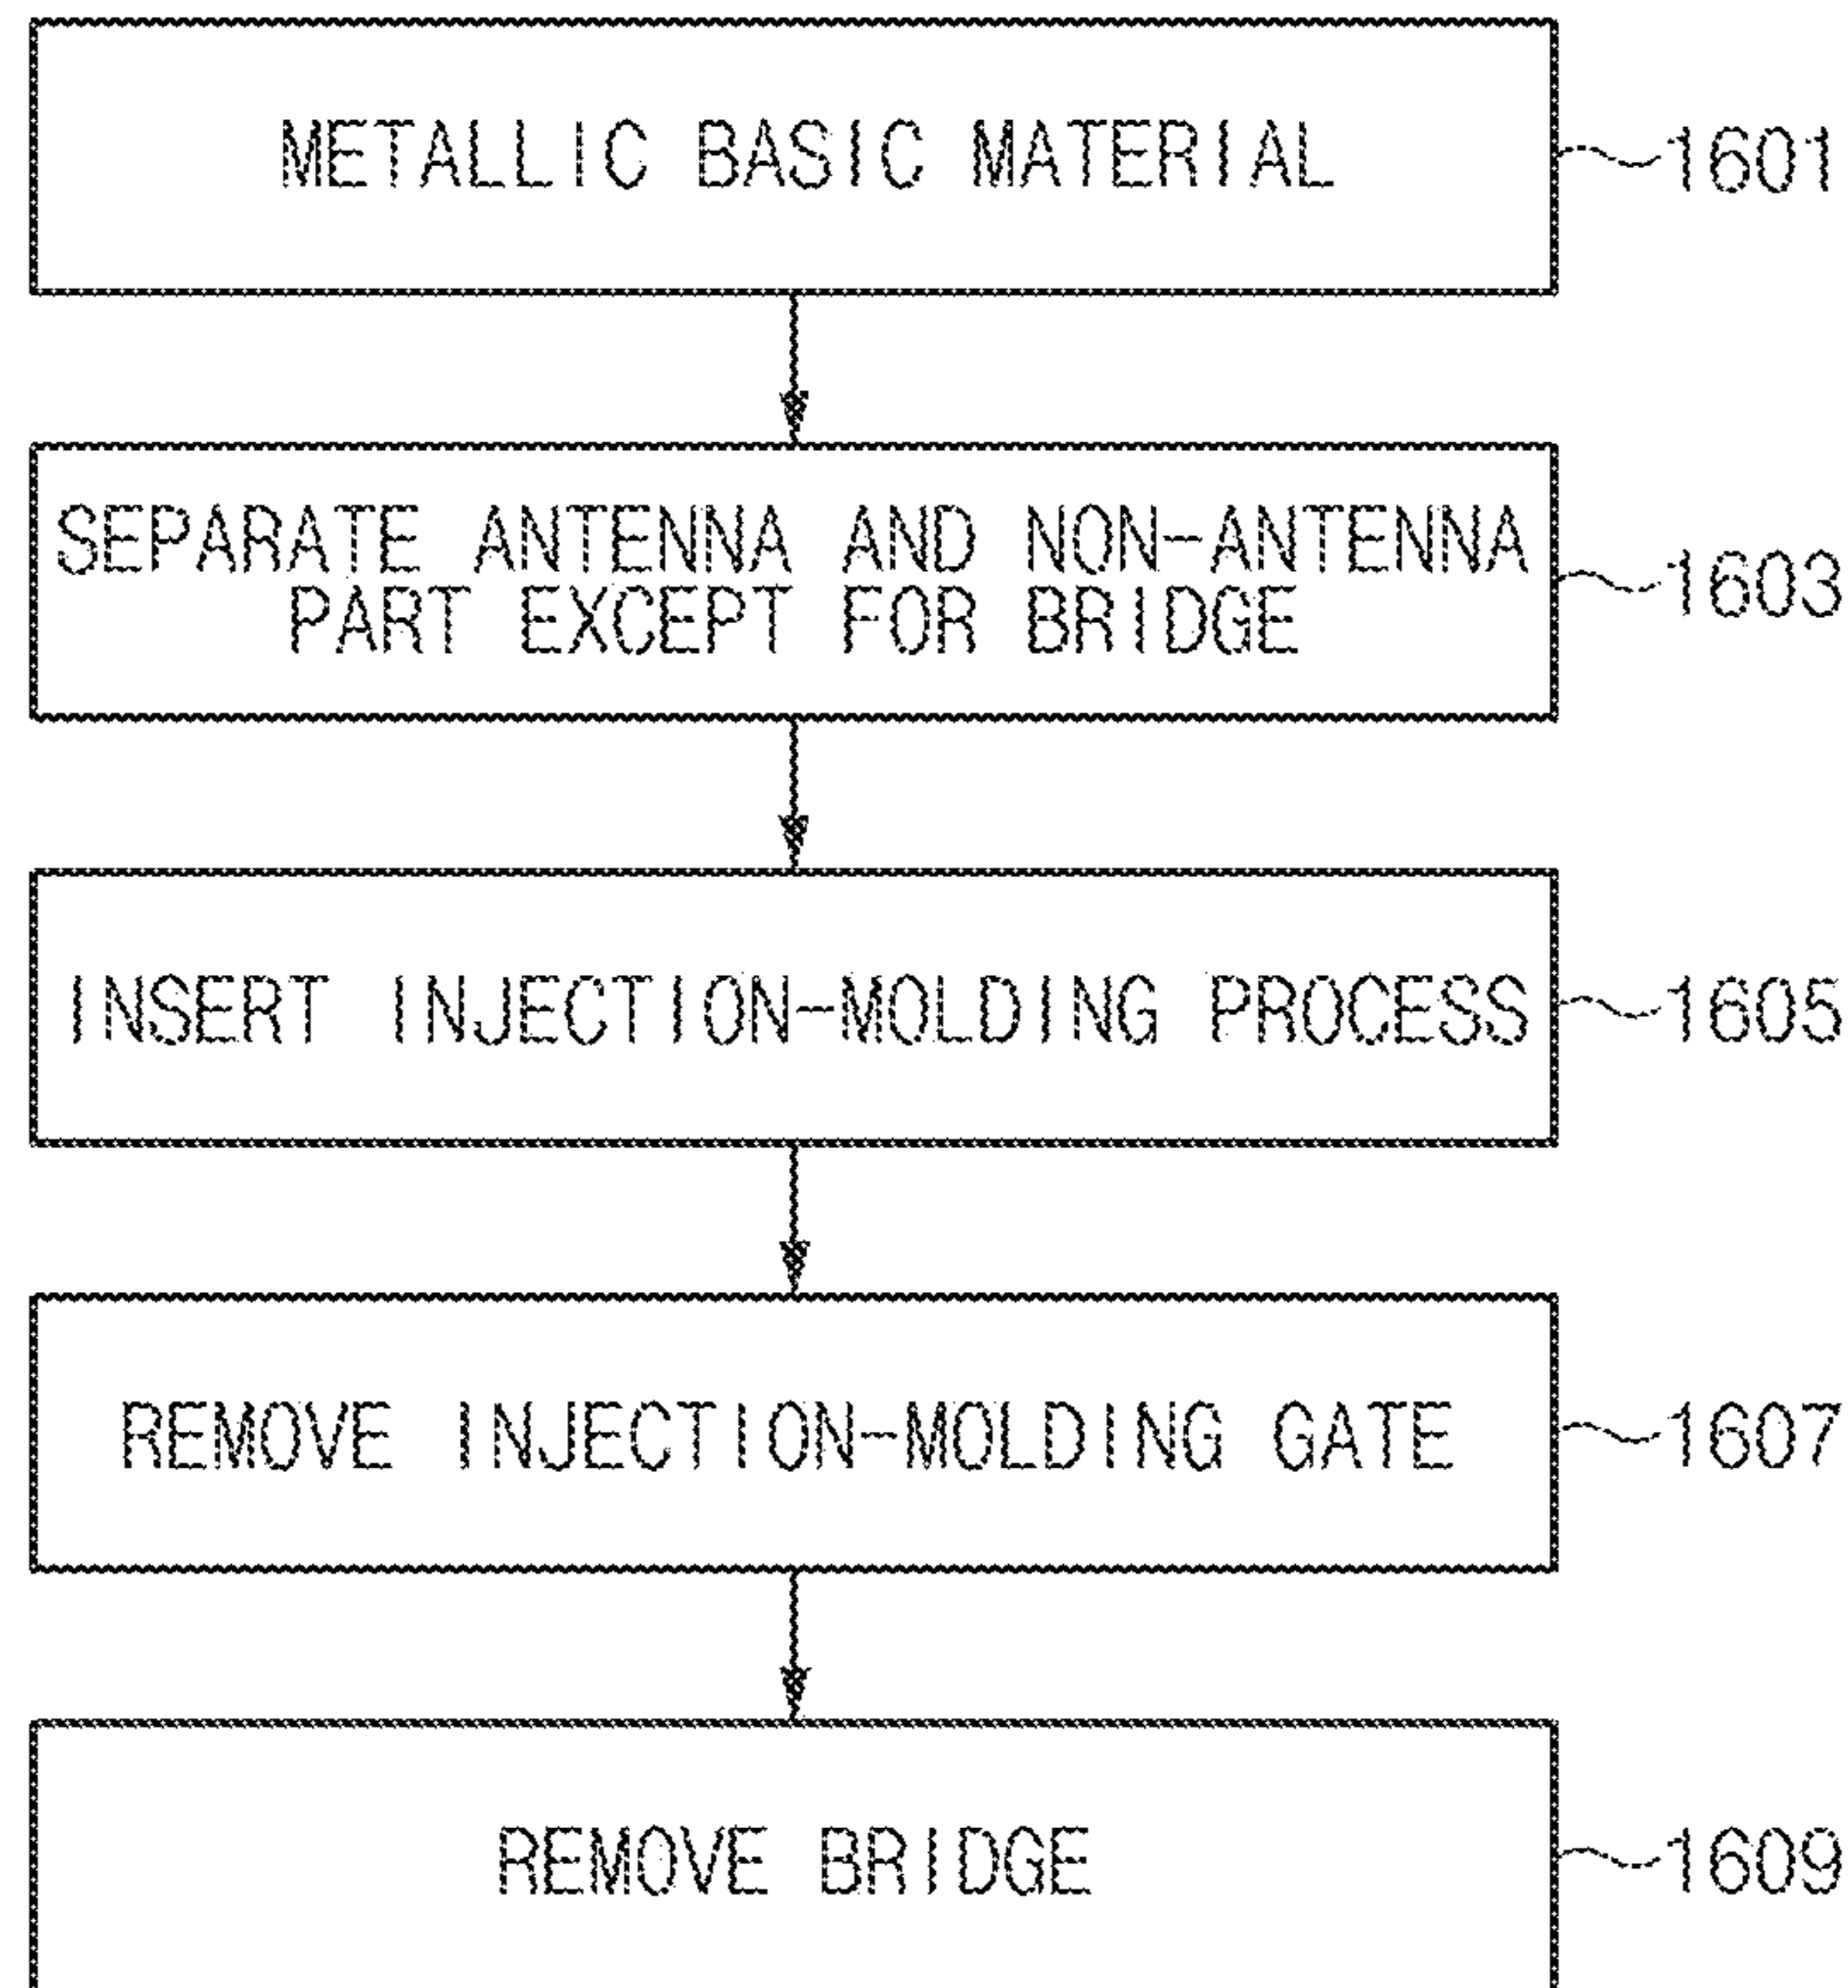 METALLIC BASIC MATERIAL
1601
SEPARATE ANTENNA AND NON-ANTENNA
PART EXCEPT FOR BRIDGE
1603
INSERT INJECTION-MOLDING PROCESS
1605
REMOVE INJECTION-MOLDING GATE
1607
REMOVE BRIDGE
1609